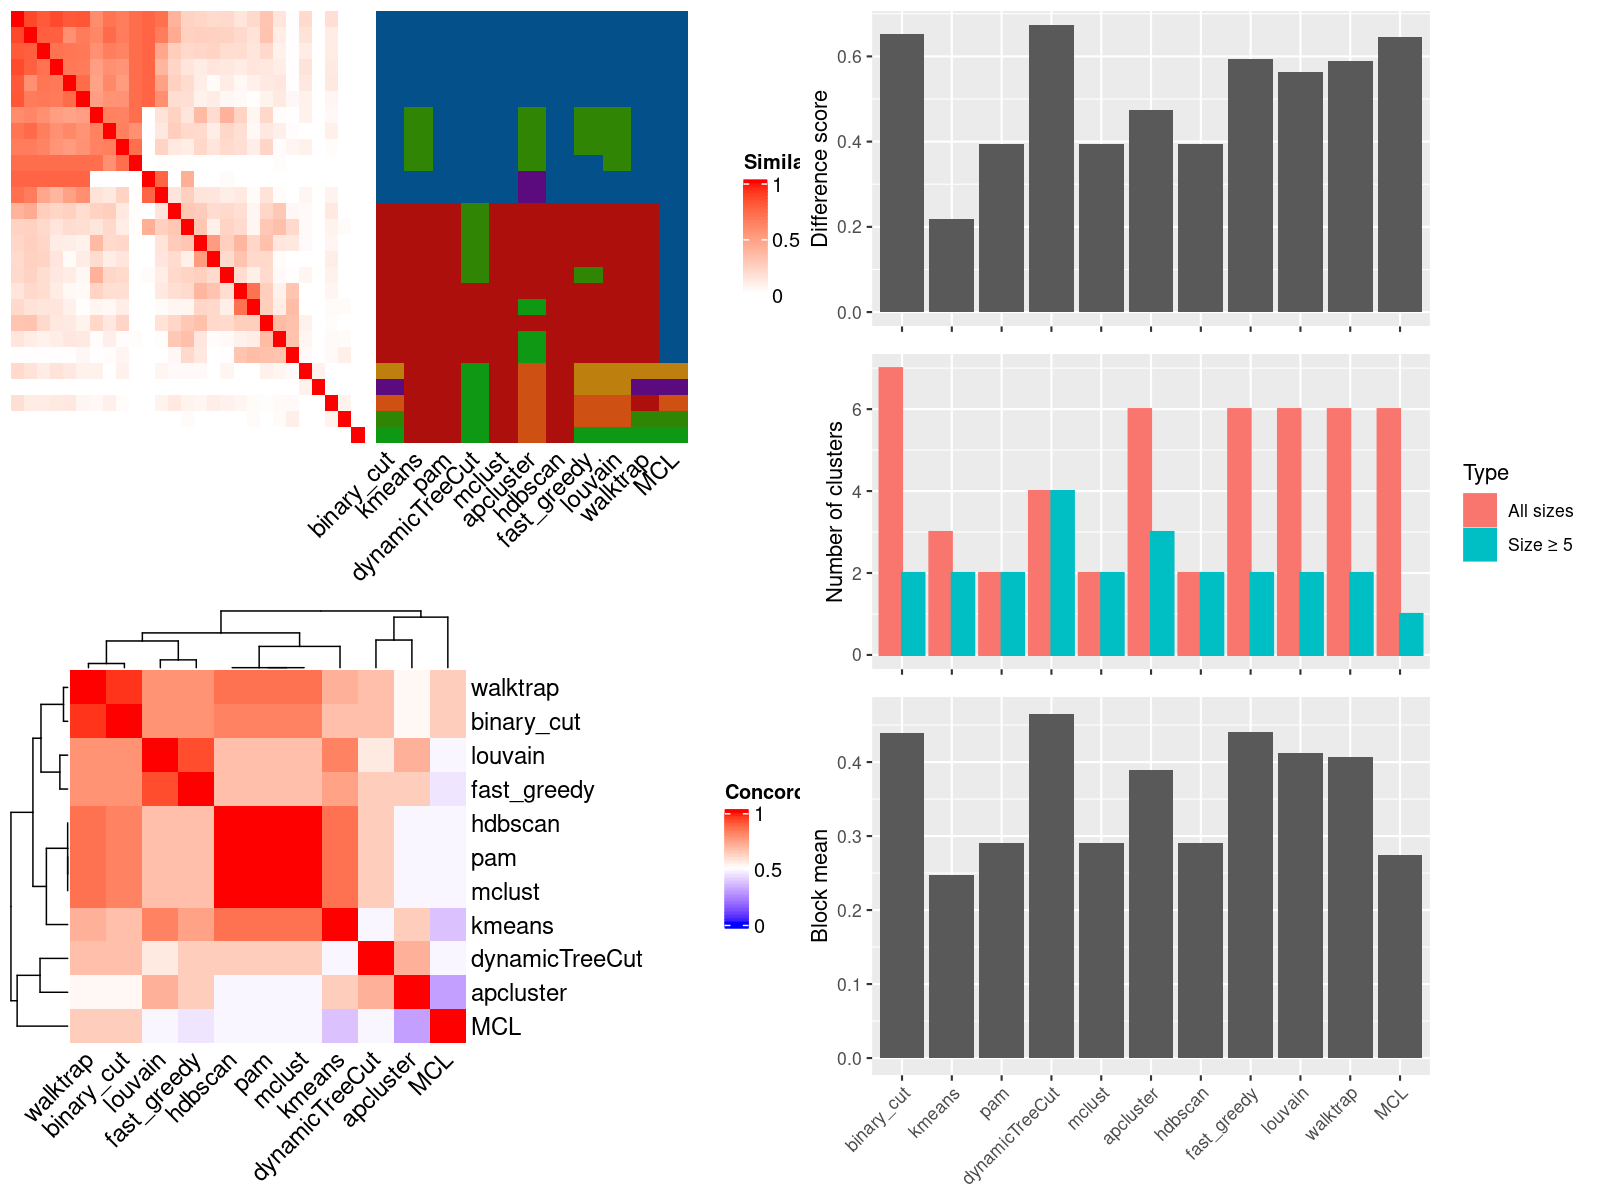 Simila
1
0.5
0
binary_cut
kmeans
pam
dynamicTreeCut
mclust
apcluster
hdbscan
fast_greedy
louvain
walktrap
MCL
Difference score
0.6
0.4
0.2
0.0
Number of clusters
6
4
2
0
Type
All sizes
Size ≥ 5
walktrap
binary_cut
louvain
fast_greedy
hdbscan
pam
mclust
kmeans
dynamicTreeCut
apcluster
MCL
walktrap
binary_cut
louvain
fast_greedy
hdbscan
pam
mclust
kmeans
dynamicTreeCut
apcluster
MCL
Concord
1
0.5
0
Block mean
0.4
0.3
0.2
0.1
0.0
binary_cut
kmeans
pam
dynamicTreeCut
mclust
apcluster
hdbscan
fast_greedy
louvain
walktrap
MCL